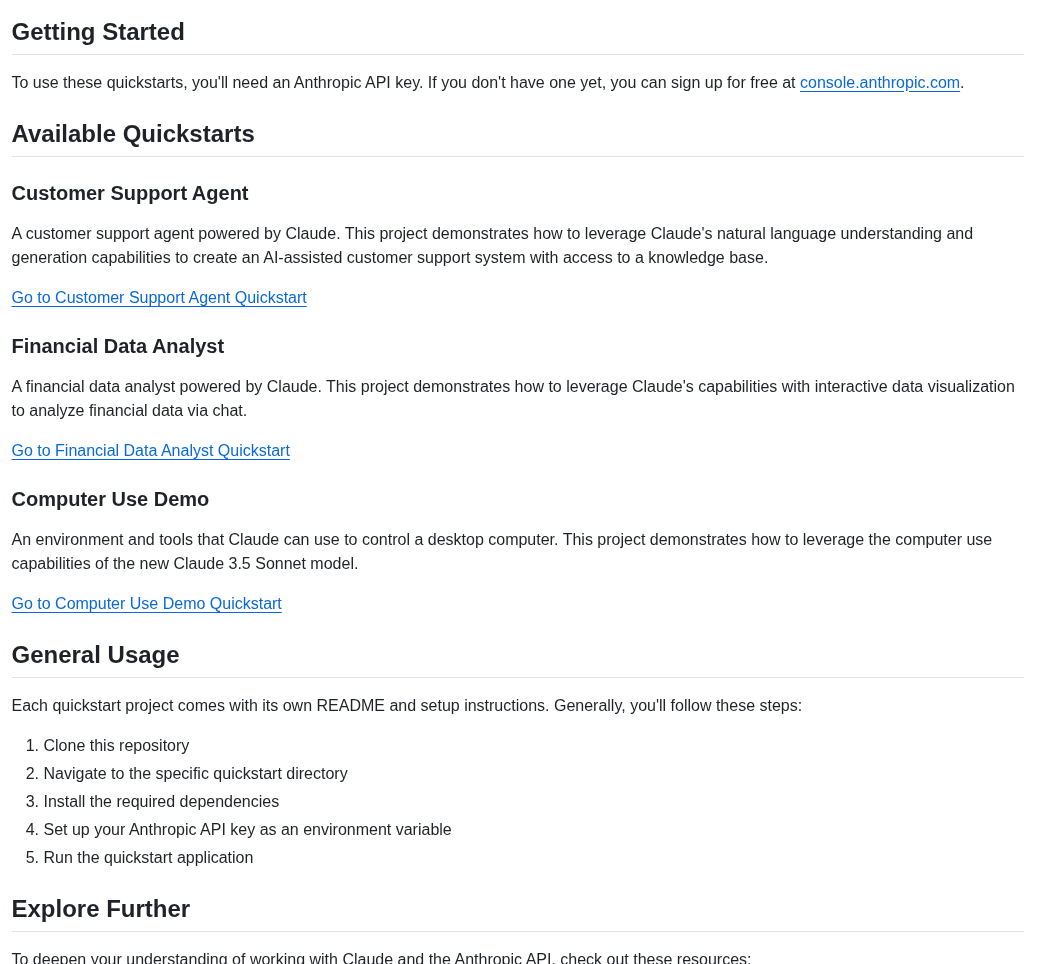 Getting Started
To use these quickstarts, you'll need an Anthropic API key. If you don't have one yet, you can sign up for free at console.anthropic.com.
Available Quickstarts
Customer Support Agent
A customer support agent powered by Claude. This project demonstrates how to leverage Claude's natural language understanding and
generation capabilities to create an AI-assisted customer support system with access to a knowledge base.
Go to Customer Support Agent Quickstart
Financial Data Analyst
A financial data analyst powered by Claude. This project demonstrates how to leverage Claude's capabilities with interactive data visualization
to analyze financial data via chat.
Go to Financial Data Analyst Quickstart
Computer Use Demo
An environment and tools that Claude can use to control a desktop computer. This project demonstrates how to leverage the computer use
capabilities of the new Claude 3.5 Sonnet model.
Go to Computer Use Demo Quickstart
General Usage
Each quickstart project comes with its own README and setup instructions. Generally, you'll follow these steps:
1. Clone this repository
2. Navigate to the specific quickstart directory
3. Install the required dependencies
4. Set up your Anthropic API key as an environment variable
5. Run the quickstart application
Explore Further
To deepen your understanding of working with Claude and the Anthropic API, check out these resources: